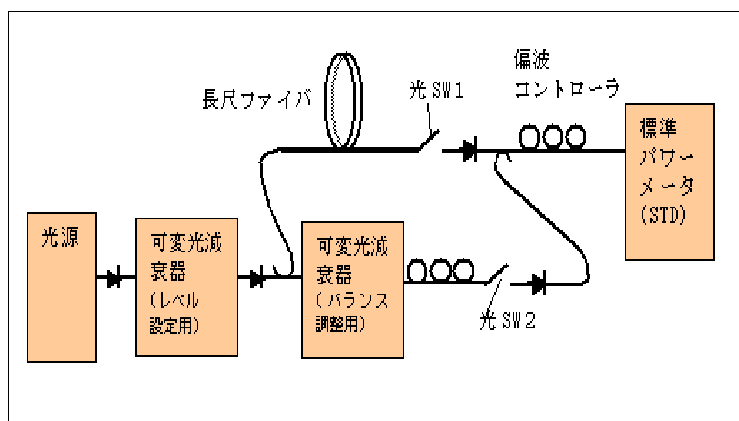 偏波
コントローラ
光SW1
長尺ファイバ
標準
パワー
メータ
(STD)
光源
可変光減
衰器
(レベル
設定用)
可変光減
衰器
(バランス
調整用)
光SW2